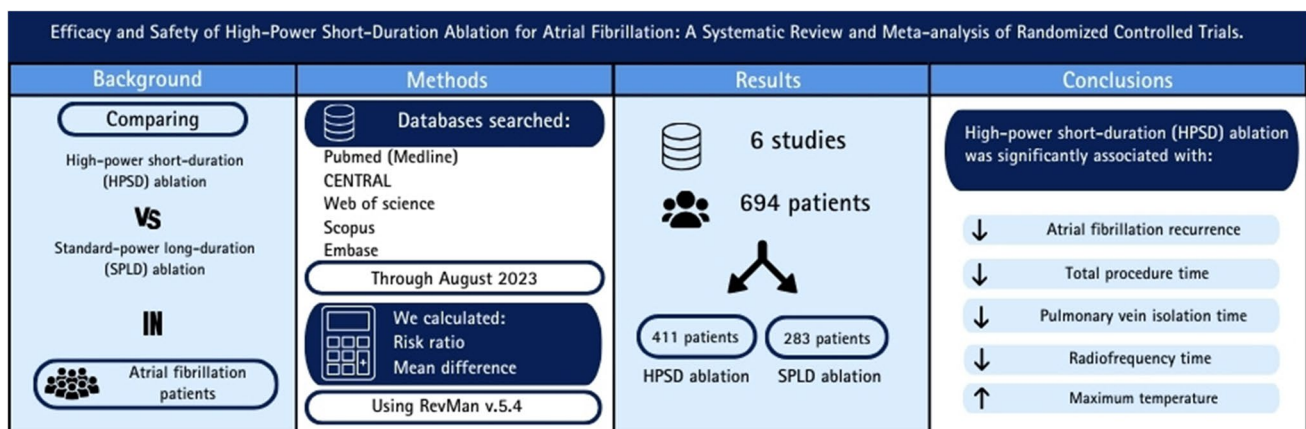 Efficacy and Safety of High-Power Short-Duration Ablation for Atrial Fibrillation: A Systematic Review and Meta-analysis of Randomized Controlled Trials.
Background
Comparing
High-power short-duration
(HPSD) ablation
VS
Standard-power long-duration
(SPLD) ablation
IN
Atrial fibrillation
patients
Methods
Databases searched:
Pubmed (Medline)
CENTRAL
Web of science
Scopus
Embase
Through August 2023
We calculated:
Risk ratio
Mean difference
Using RevMan v.5.4
Results
6 studies
694 patients
411 patients
283 patients
HPSD ablation
SPLD ablation
Conclusions
High-power short-duration (HPSD) ablation
was significantly associated with:
↓ Atrial fibrillation recurrence
↓ Total procedure time
↓ Pulmonary vein isolation time
↓ Radiofrequency time
↑ Maximum temperature